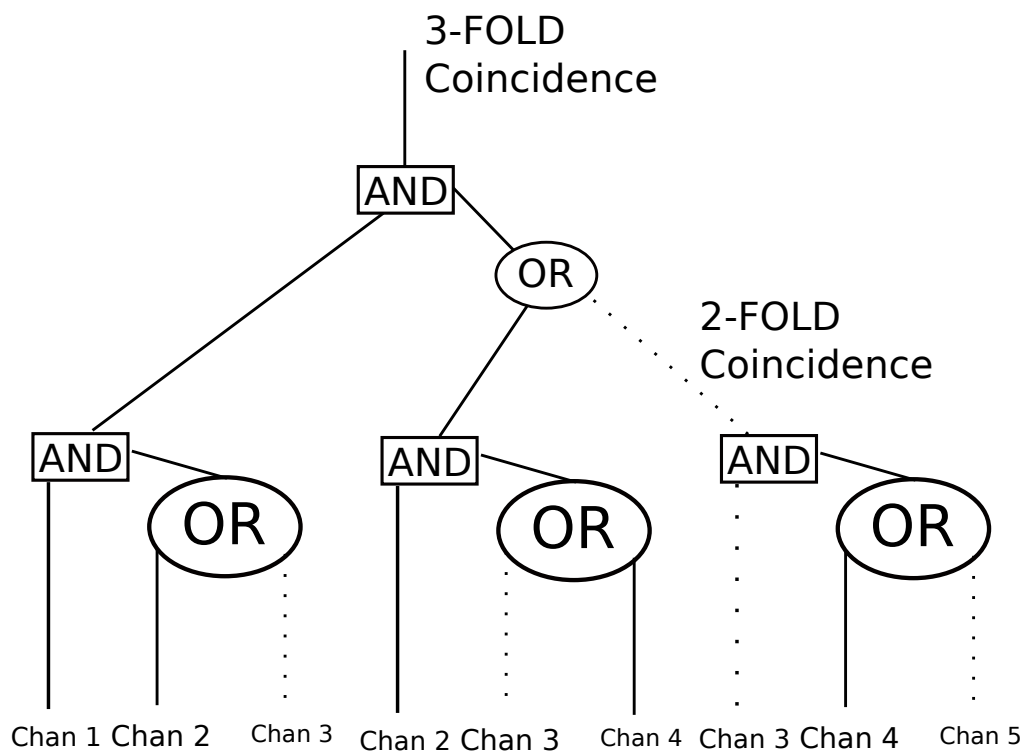 3-FOLD
Coincidence
AND
OR
2-FOLD
Coincidence
AND
AND
AND
OR
OR
OR
Chan 1 Chan 2 Chan 3 Chan 2 Chan 3 Chan 4 Chan 3 Chan 4 Chan 5